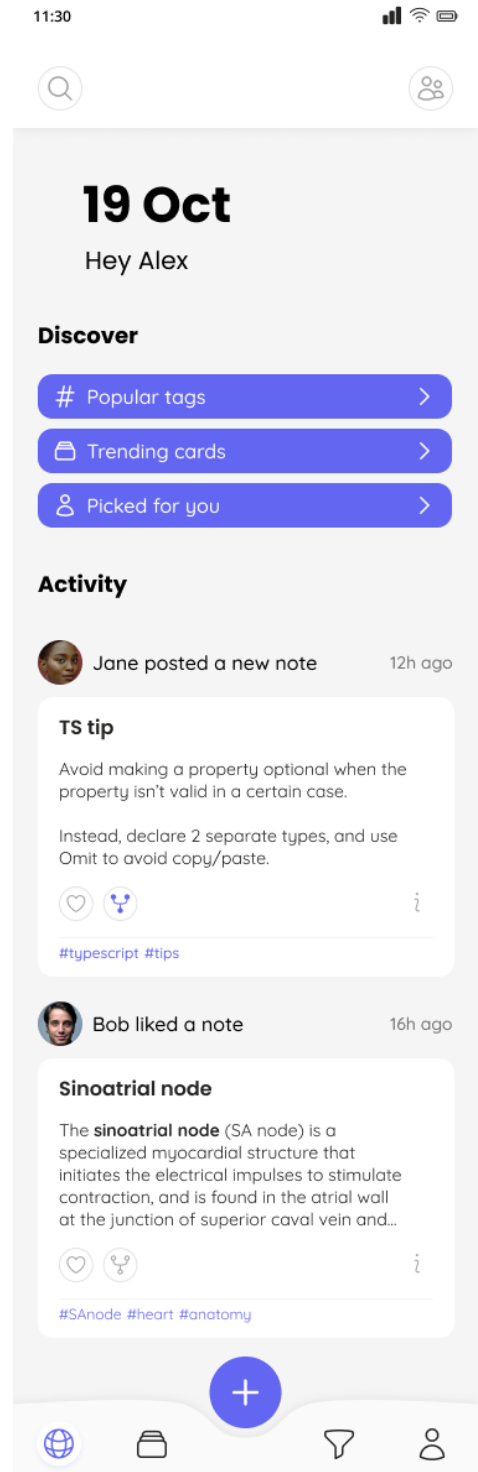 11:30
19 Oct
Hey Alex
Discover
# Popular tags
Trending cards
Picked for you
Activity
Jane posted a new note 12h ago
TS tip
Avoid making a property optional when the
property isn’t valid in a certain case.
Instead, declare 2 separate types, and use
Omit to avoid copy/paste.
i
#typescript #tips
Bob liked a note 16h ago
Sinoatrial node
The sinoatrial node (SA node) is a
specialized myocardial structure that
initiates the electrical impulses to stimulate
contraction, and is found in the atrial wall
at the junction of superior caval vein and...
i
#SAnode #heart #anatomy